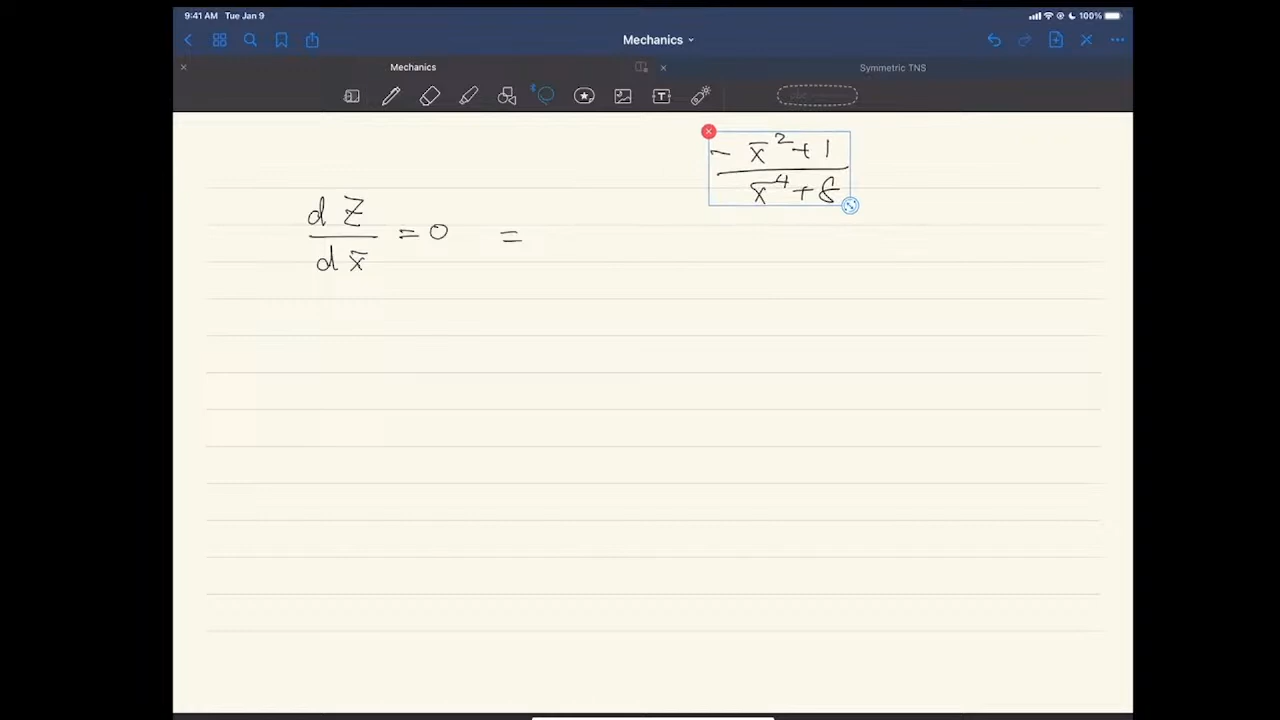 9:41 AM Tue Jan 9 100%
Mechanics
Mechanics Symmetric TNS
T
- x̄² + 1
x̄⁴ + 8
d Z
d x̄
= 0 =